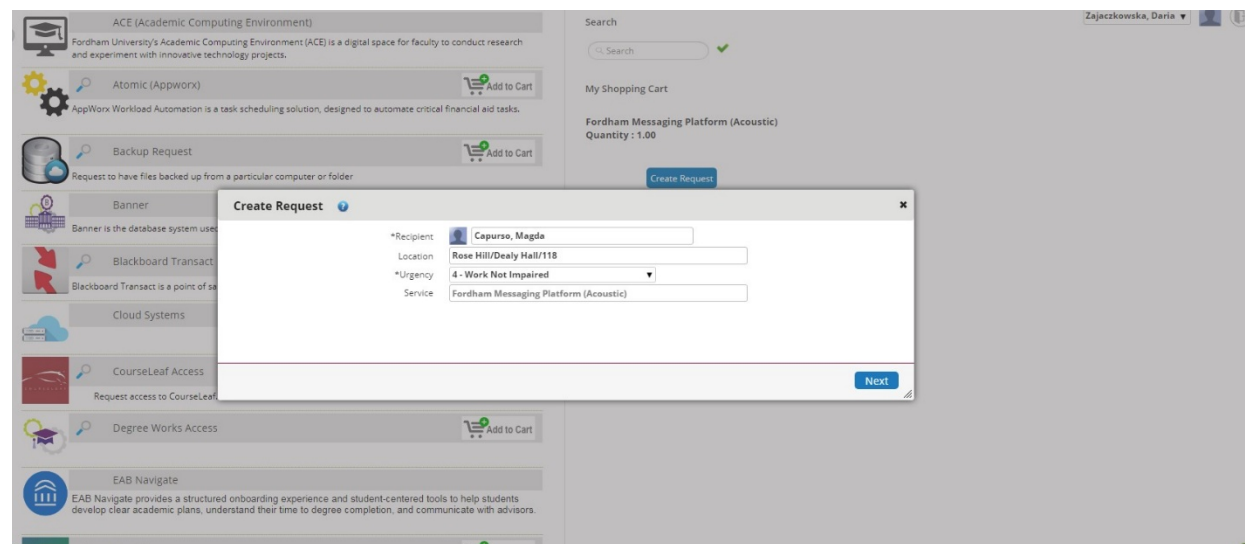 ACE (Academic Computing Environment)
Fordham University's Academic Computing Environment (ACE) is a digital space for faculty to conduct research
and experiment with innovative technology projects.
Atomic (Appworx)
Add to Cart
AppWorx Workload Automation is a task scheduling solution, designed to automate critical financial aid tasks.
Backup Request
Add to Cart
Request to have files backed up from a particular computer or folder
Banner
Banner is the database system used
Blackboard Transact
Blackboard Transact is a point of sa
Cloud Systems
CourseLeaf Access
Request access to CourseLeaf.
Degree Works Access
Add to Cart
EAB Navigate
EAB Navigate provides a structured onboarding experience and student-centered tools to help students
develop clear academic plans, understand their time to degree completion, and communicate with advisors.
Search
Search
My Shopping Cart
Fordham Messaging Platform (Acoustic)
Quantity : 1.00
Create Request
Zajaczkowska, Daria
Create Request
*Recipient Capurso, Magda
Location Rose Hill/Dealy Hall/118
*Urgency 4 - Work Not Impaired
Service Fordham Messaging Platform (Acoustic)
Next